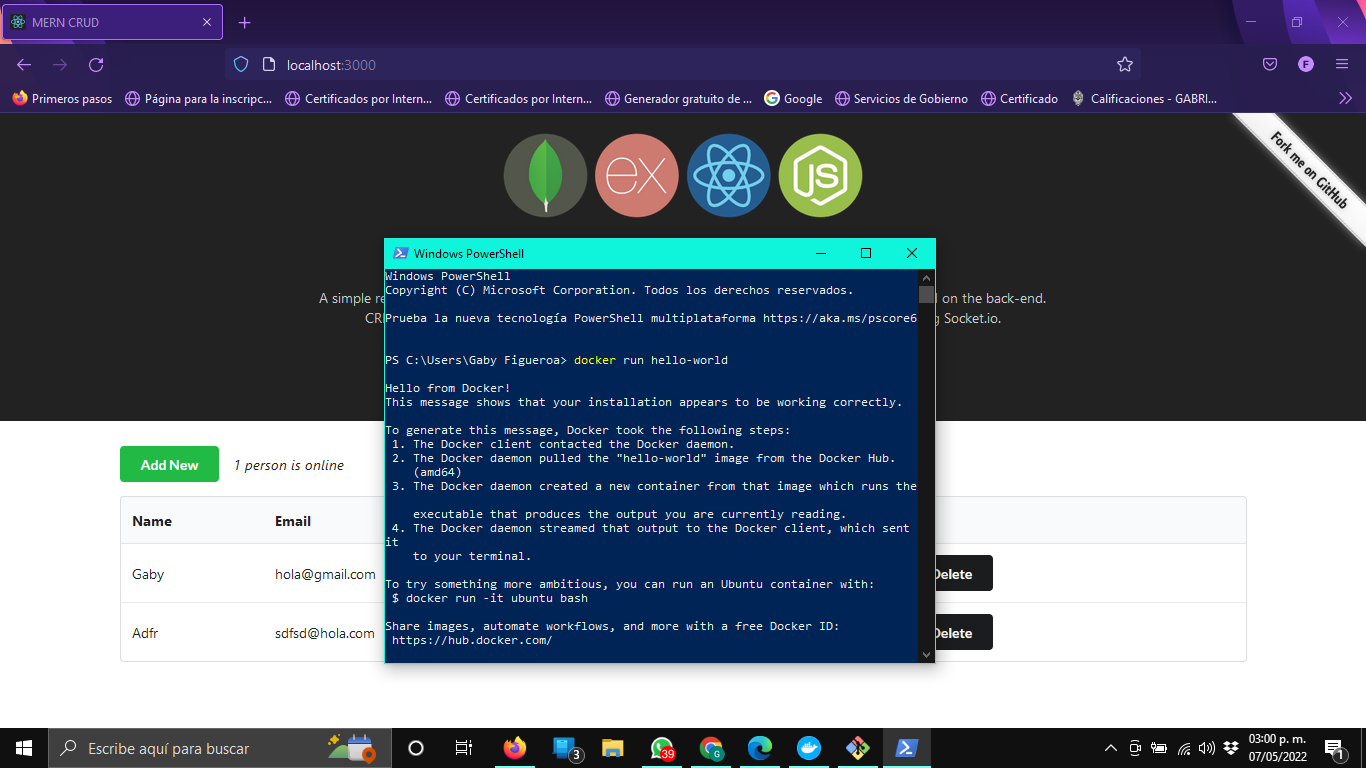 MERN CRUD
localhost:3000
Primeros pasos
Página para la inscripc...
Certificados por Intern...
Certificados por Intern...
Generador gratuito de ...
Google
Servicios de Gobierno
Certificado
Calificaciones - GABRI...
F
ex
JS
Fork me on GitHub
A simple re
on the back-end.
CR
g Socket.io.
Windows PowerShell
Windows PowerShell
Copyright (C) Microsoft Corporation. Todos los derechos reservados.
Prueba la nueva tecnología PowerShell multiplataforma https://aka.ms/pscore6
PS C:\Users\Gaby Figueroa> docker run hello-world
Hello from Docker!
This message shows that your installation appears to be working correctly.
To generate this message, Docker took the following steps:
1. The Docker client contacted the Docker daemon.
2. The Docker daemon pulled the "hello-world" image from the Docker Hub.
(amd64)
3. The Docker daemon created a new container from that image which runs the
executable that produces the output you are currently reading.
4. The Docker daemon streamed that output to the Docker client, which sent
it
to your terminal.
To try something more ambitious, you can run an Ubuntu container with:
$ docker run -it ubuntu bash
Share images, automate workflows, and more with a free Docker ID:
https://hub.docker.com/
Add New
1 person is online
Name
Email
Gaby
hola@gmail.com
Delete
Adfr
sdfsd@hola.com
Delete
Escribe aquí para buscar
3
39
G
03:00 p. m.
07/05/2022
1